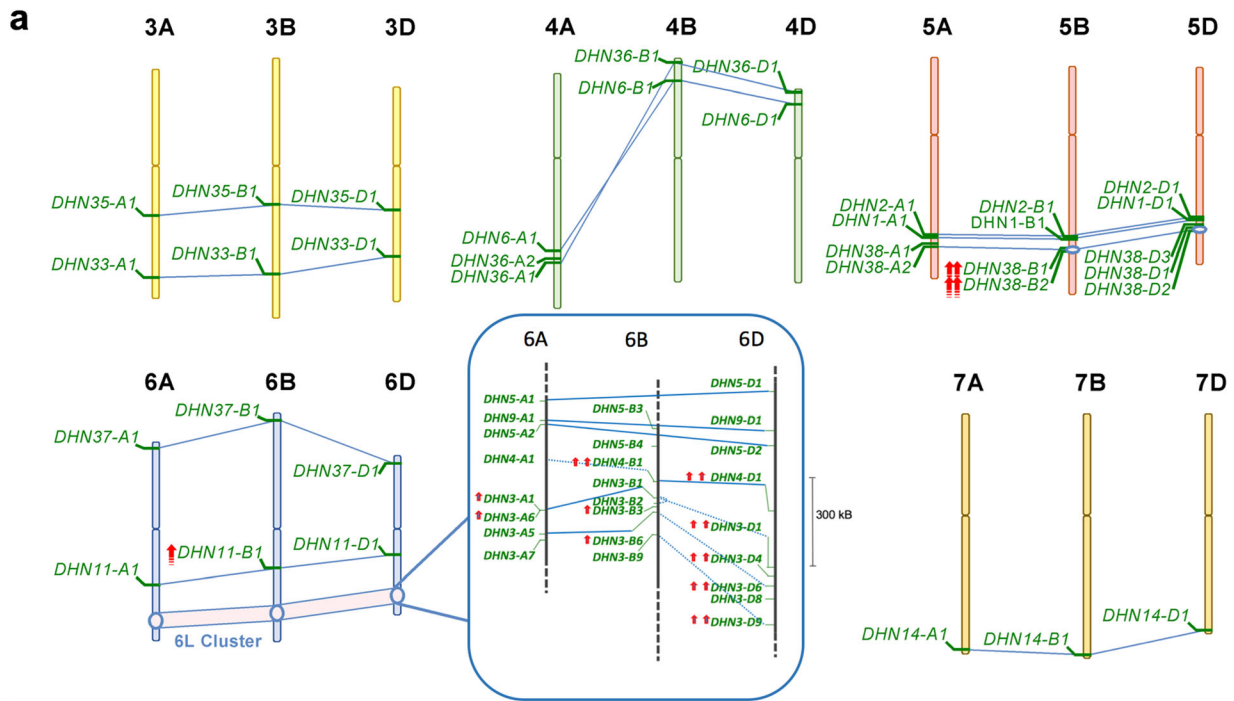 a
3A 3B 3D
DHN35-A1
DHN35-B1
DHN35-D1
DHN33-A1
DHN33-B1
DHN33-D1
4A 4B 4D
DHN36-B1
DHN36-D1
DHN6-B1
DHN6-D1
DHN6-A1
DHN36-A2
DHN36-A1
5A 5B 5D
DHN2-A1
DHN1-A1
DHN38-A1
DHN38-A2
DHN2-B1
DHN1-B1
DHN38-B1
DHN38-B2
DHN2-D1
DHN1-D1
DHN38-D3
DHN38-D1
DHN38-D2
6A 6B 6D
DHN37-A1
DHN37-B1
DHN37-D1
DHN11-A1
DHN11-B1
DHN11-D1
6L Cluster
6A 6B 6D
DHN5-A1
DHN9-A1
DHN5-A2
DHN4-A1
DHN3-A1
DHN3-A6
DHN3-A5
DHN3-A7
DHN5-B3
DHN5-B4
DHN4-B1
DHN3-B1
DHN3-B2
DHN3-B3
DHN3-B6
DHN3-B9
DHN5-D1
DHN9-D1
DHN5-D2
DHN4-D1
DHN3-D1
DHN3-D4
DHN3-D6
DHN3-D8
DHN3-D9
300 kB
7A 7B 7D
DHN14-A1
DHN14-B1
DHN14-D1